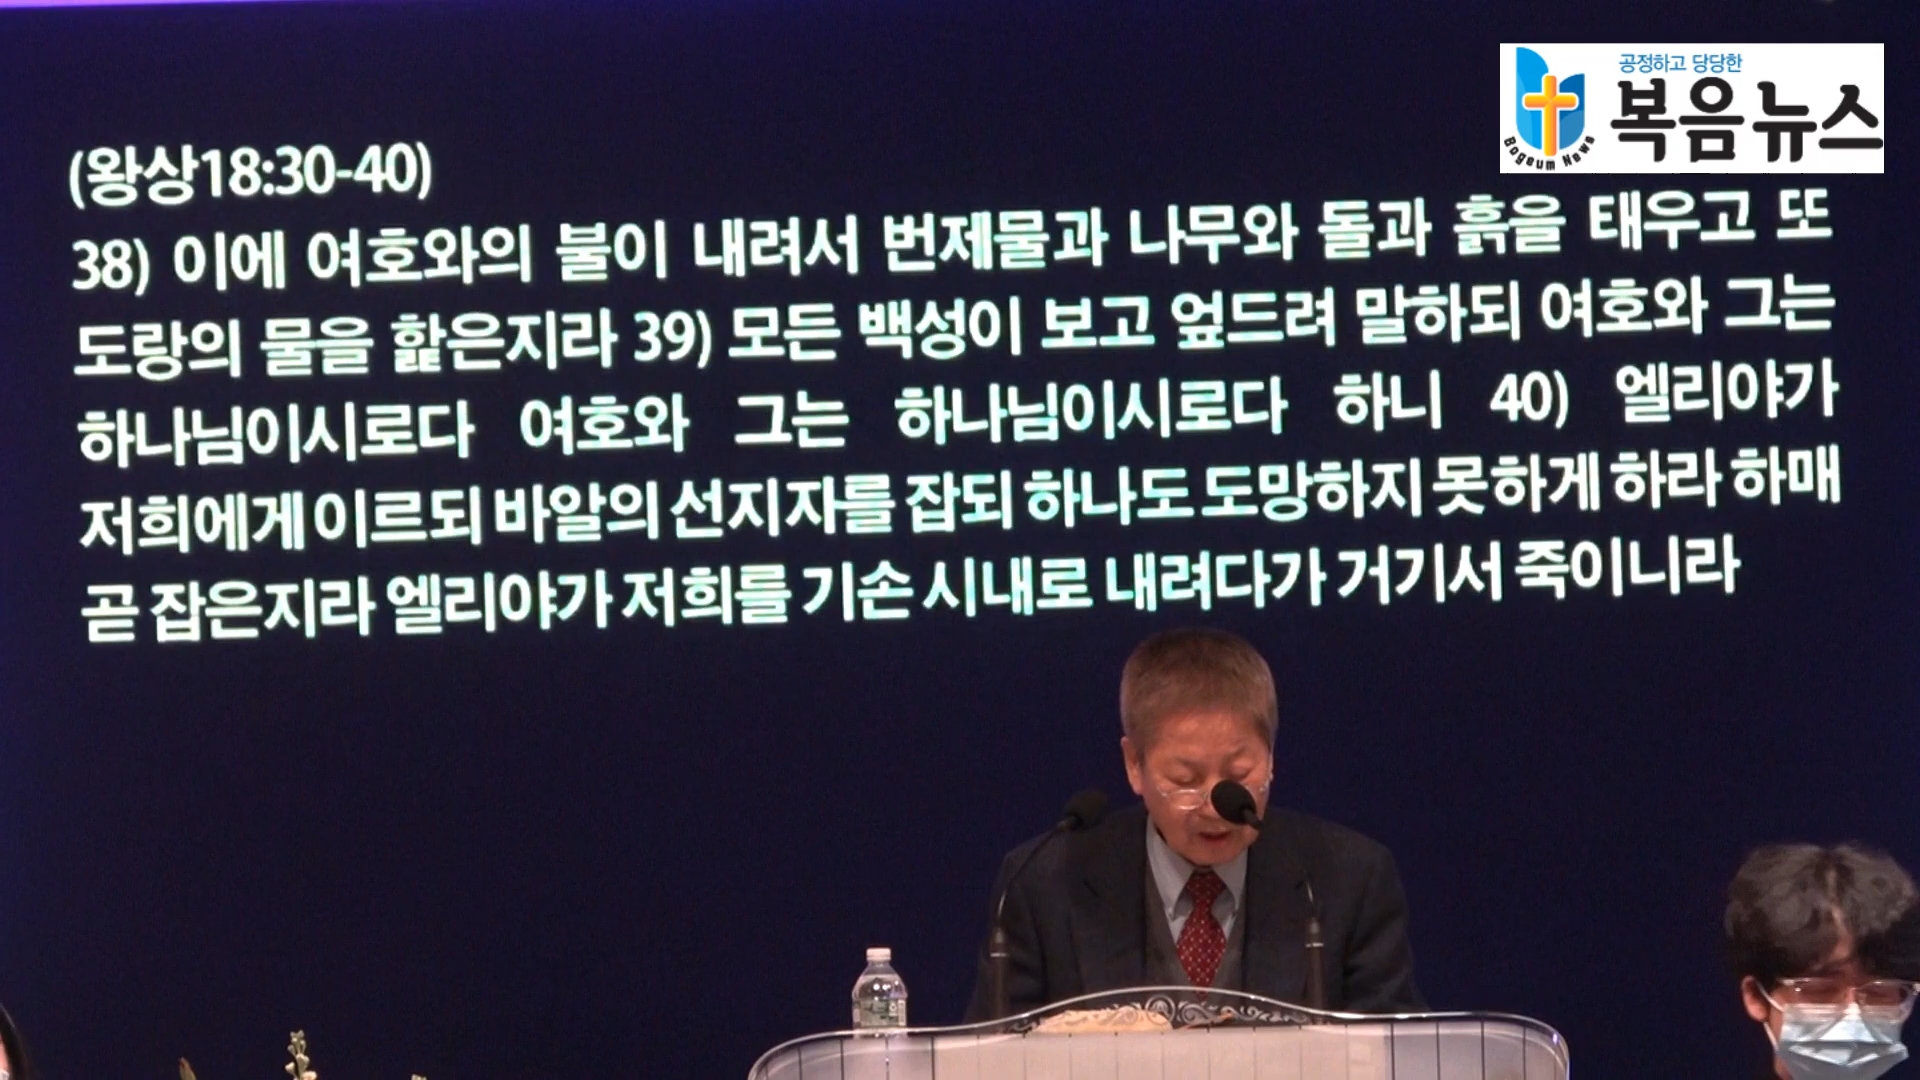 공정하고 당당한
복음뉴스
Bogeum News
(왕상18:30-40)
38) 이에 여호와의 불이 내려서 번제물과 나무와 돌과 흙을 태우고 또
도랑의 물을 핥은지라 39) 모든 백성이 보고 엎드려 말하되 여호와 그는
하나님이시로다 여호와 그는 하나님이시로다 하니 40) 엘리야가
저희에게 이르되 바알의 선지자를 잡되 하나도 도망하지 못하게 하라 하매
곧 잡은지라 엘리야가 저희를 기손 시내로 내려다가 거기서 죽이니라